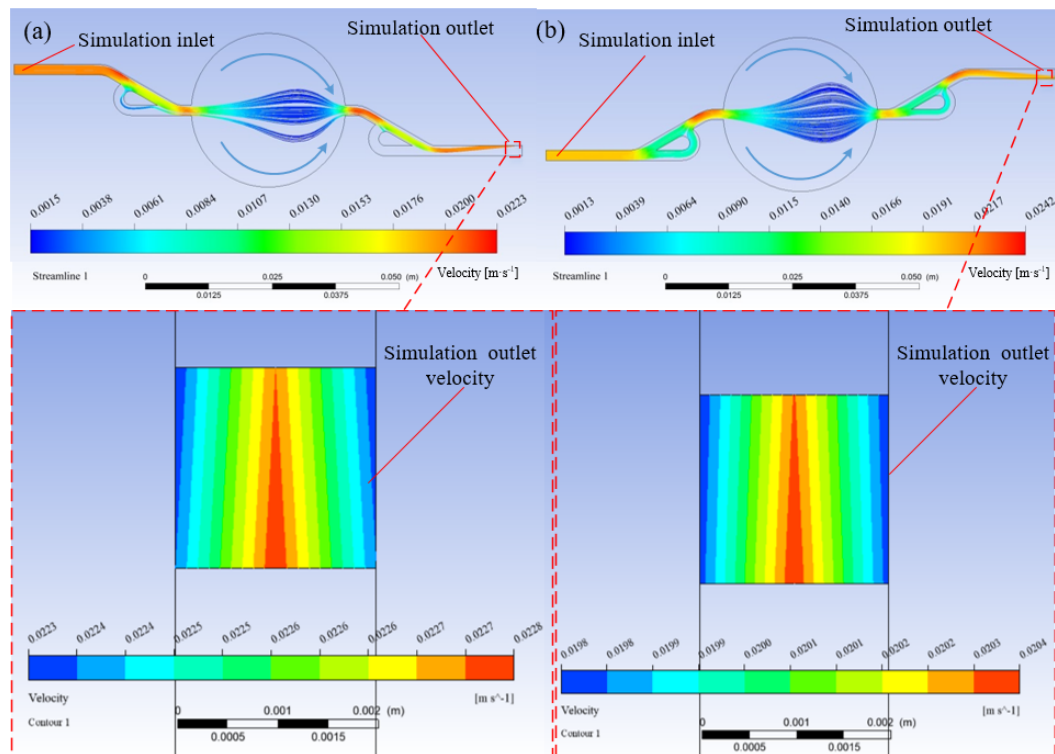 (a)
Simulation inlet
Simulation outlet
0.0015 0.0038 0.0061 0.0084 0.0107 0.0130 0.0153 0.0176 0.0200 0.0223
Streamline 1
Velocity [m·s⁻¹]
0 0.025 0.050 (m)
0.0125 0.0375
(b)
Simulation inlet
Simulation outlet
0.0013 0.0039 0.0064 0.0090 0.0115 0.0140 0.0166 0.0191 0.0217 0.0242
Streamline 1
Velocity [m·s⁻¹]
0 0.025 0.050 (m)
0.0125 0.0375
Simulation outlet
velocity
0.0223 0.0224 0.0224 0.0225 0.0225 0.0226 0.0226 0.0226 0.0227 0.0227 0.0228
Velocity
[m s^-1]
Contour 1
0 0.001 0.002 (m)
0.0005 0.0015
Simulation outlet
velocity
0.0198 0.0198 0.0199 0.0199 0.0200 0.0201 0.0201 0.0202 0.0202 0.0203 0.0204
Velocity
[m s^-1]
Contour 1
0 0.001 0.002 (m)
0.0005 0.0015